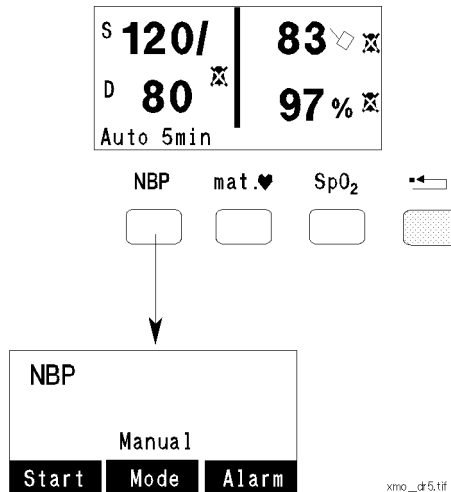 S 120/ 83
D 80 97 %
Auto 5min
NBP mat.♥ SpO₂
NBP
Manual
Start Mode Alarm
xmo_dr5.tif